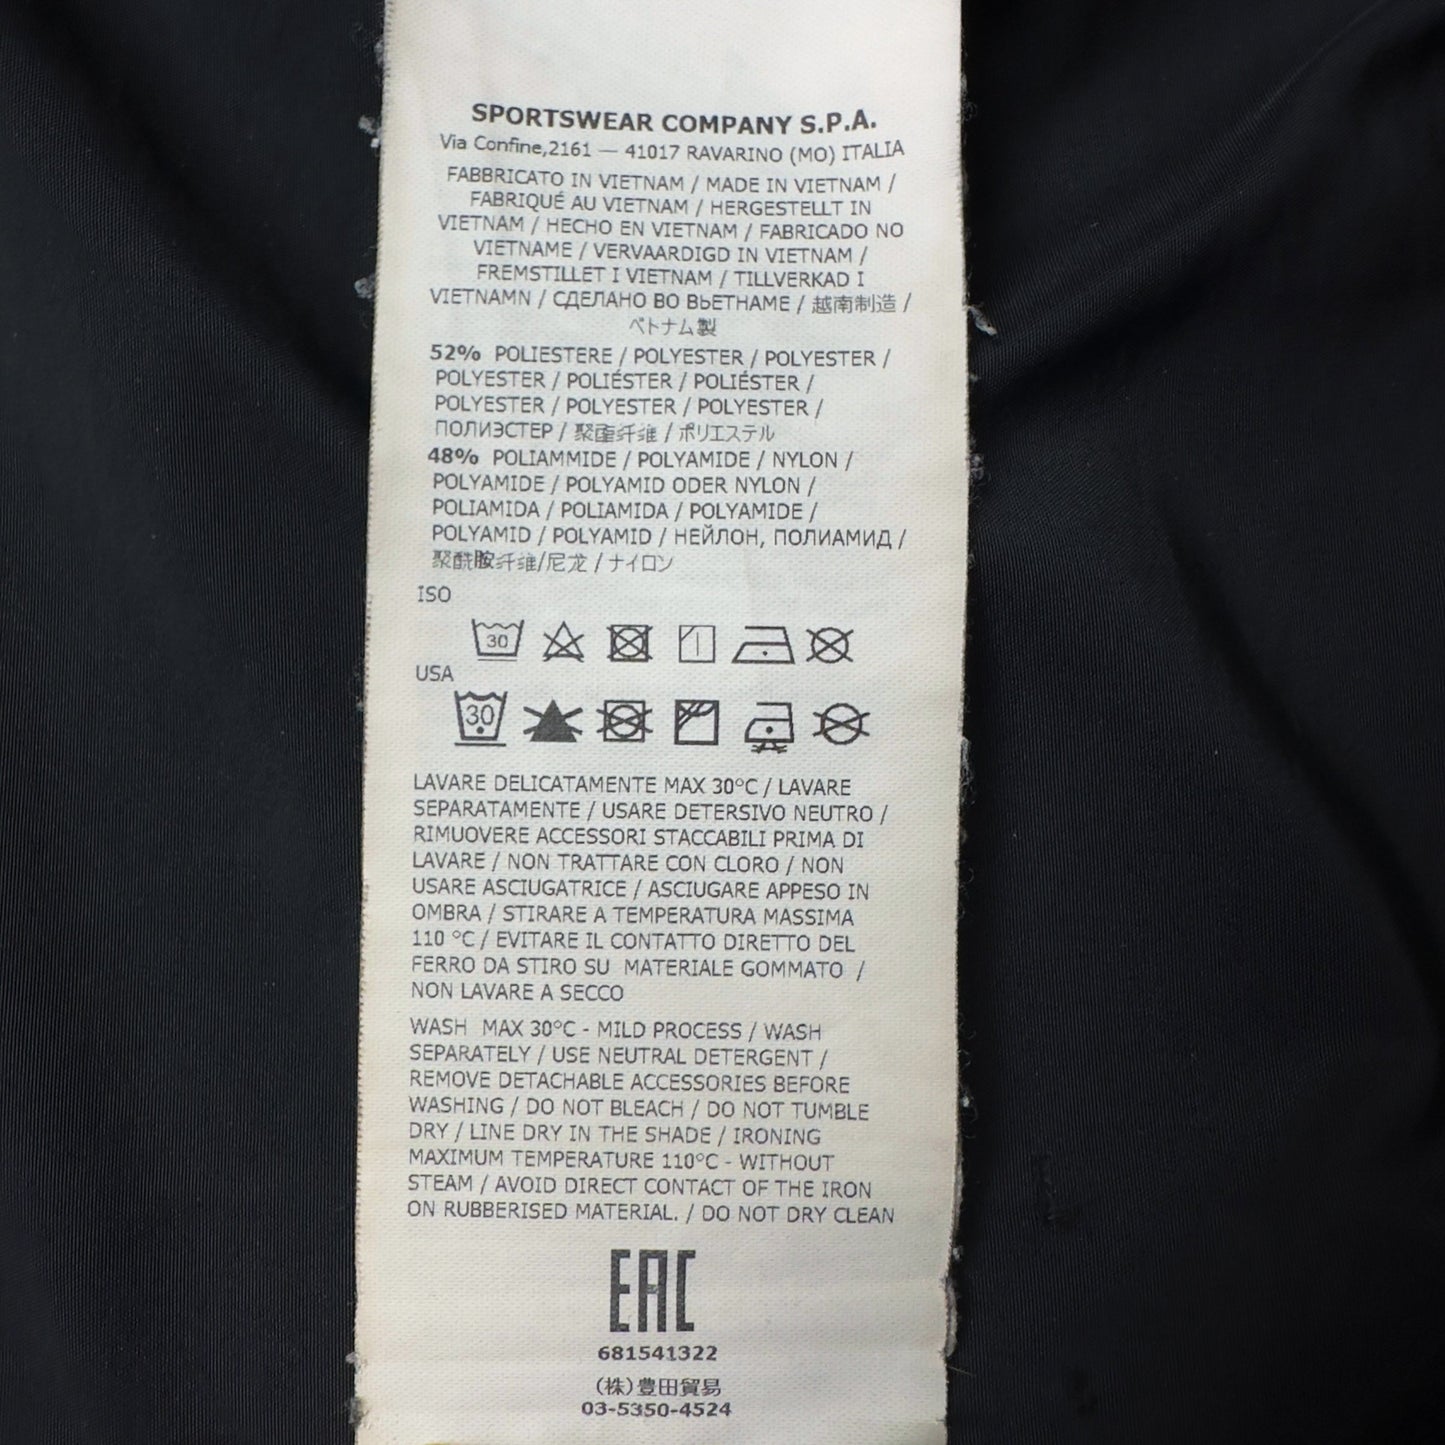 SPORTSWEAR COMPANY S.P.A.
Via Confine,2161 — 41017 RAVARINO (MO) ITALIA
FABBRICATO IN VIETNAM / MADE IN VIETNAM /
FABRIQUÉ AU VIETNAM / HERGESTELLT IN
VIETNAM / HECHO EN VIETNAM / FABRICADO NO
VIETNAME / VERVAARDIGD IN VIETNAM /
FREMSTILLET I VIETNAM / TILLVERKAD I
VIETNAMN / СДЕЛАНО ВО ВЬЕТНАМЕ / 越南制造 /
ベトナム製
52% POLIESTERE / POLYESTER / POLYESTER /
POLYESTER / POLIÉSTER / POLIÉSTER /
POLYESTER / POLYESTER / POLYESTER /
ПОЛИЭСТЕР / 聚酯纤维 / ポリエステル
48% POLIAMMIDE / POLYAMIDE / NYLON /
POLYAMIDE / POLYAMID ODER NYLON /
POLIAMIDA / POLIAMIDA / POLYAMIDE /
POLYAMID / POLYAMID / НЕЙЛОН, ПОЛИАМИД /
聚酰胺纤维/尼龙 / ナイロン
ISO
30
USA
30
LAVARE DELICATAMENTE MAX 30°C / LAVARE
SEPARATAMENTE / USARE DETERSIVO NEUTRO /
RIMUOVERE ACCESSORI STACCABILI PRIMA DI
LAVARE / NON TRATTARE CON CLORO / NON
USARE ASCIUGATRICE / ASCIUGARE APPESO IN
OMBRA / STIRARE A TEMPERATURA MASSIMA
110 °C / EVITARE IL CONTATTO DIRETTO DEL
FERRO DA STIRO SU MATERIALE GOMMATO /
NON LAVARE A SECCO
WASH MAX 30°C - MILD PROCESS / WASH
SEPARATELY / USE NEUTRAL DETERGENT /
REMOVE DETACHABLE ACCESSORIES BEFORE
WASHING / DO NOT BLEACH / DO NOT TUMBLE
DRY / LINE DRY IN THE SHADE / IRONING
MAXIMUM TEMPERATURE 110°C - WITHOUT
STEAM / AVOID DIRECT CONTACT OF THE IRON
ON RUBBERISED MATERIAL. / DO NOT DRY CLEAN
EAC
681541322
(株)豊田貿易
03-5350-4524